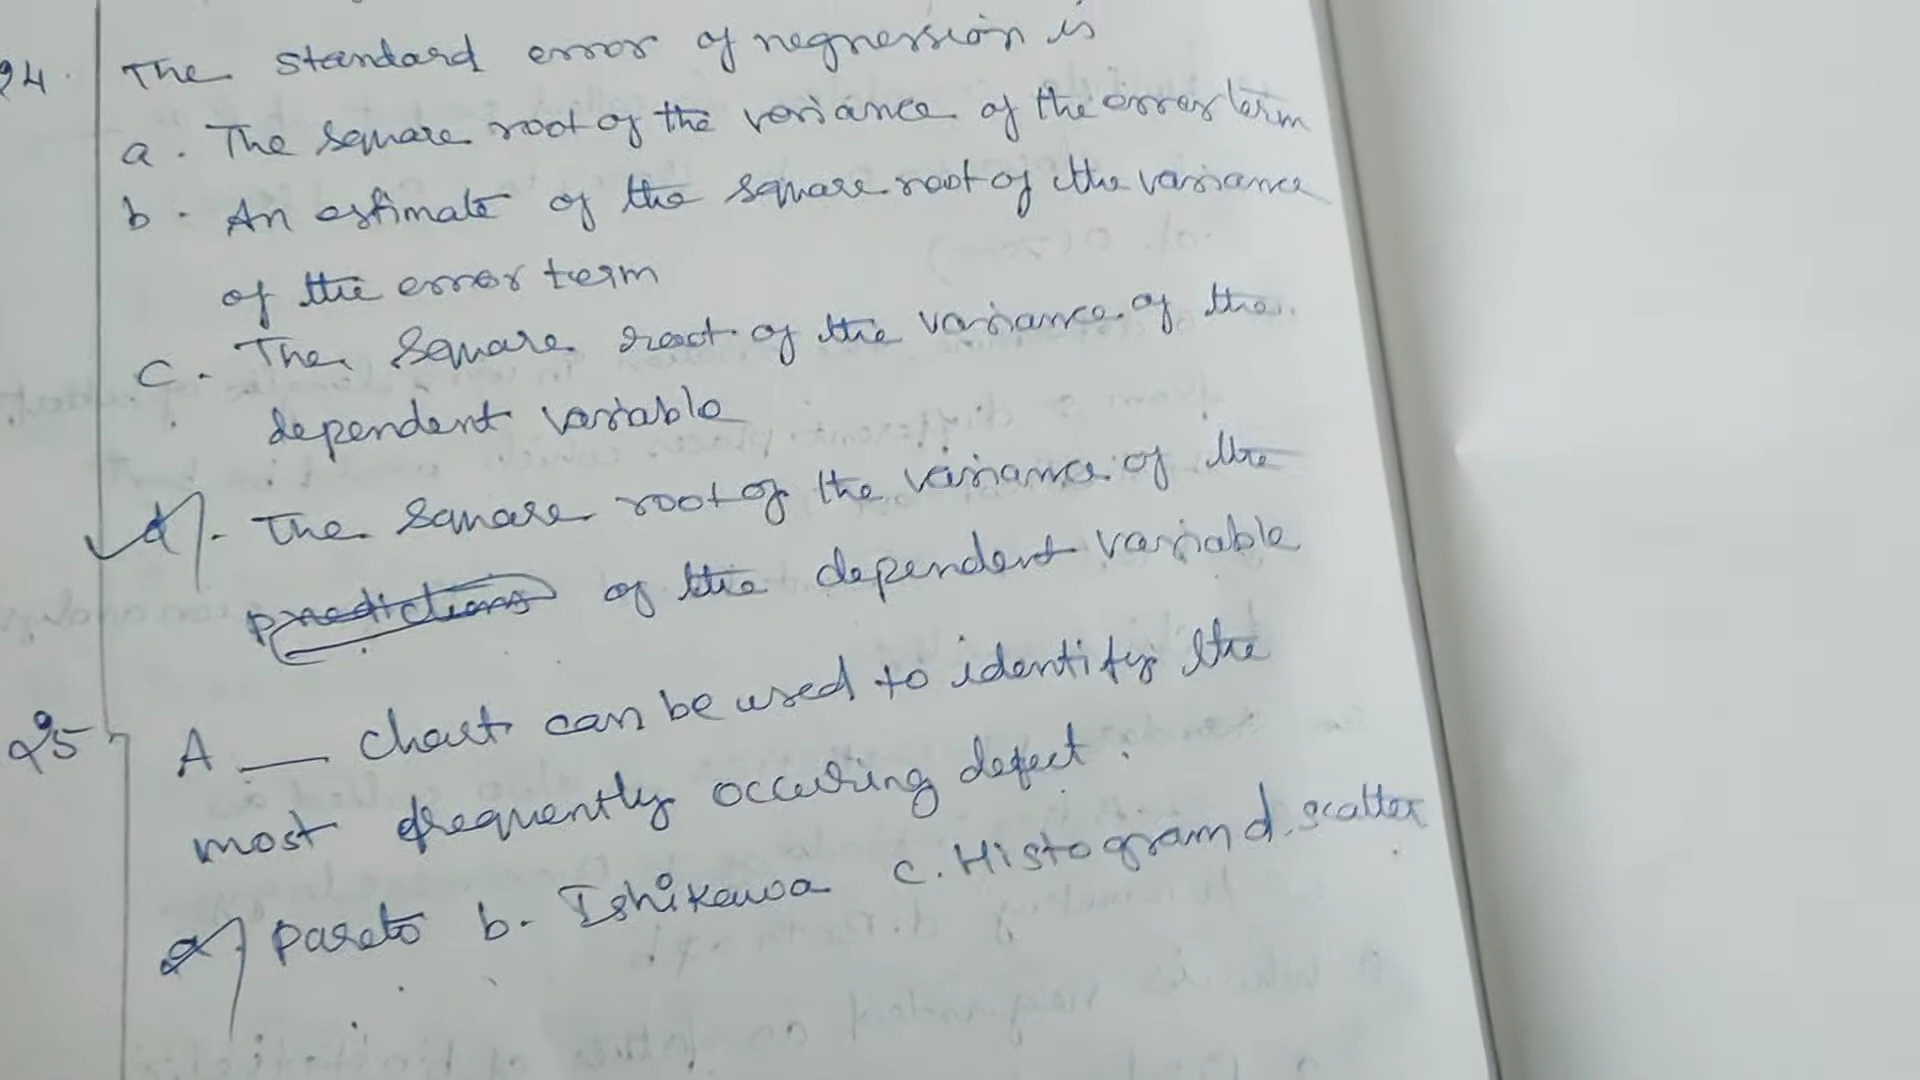 24. The standard error of regression is
a. The square root of the variance of the error term
b. An estimate of the square root of the variance
of the error term
c. The square root of the variance of the
dependent variable
d. The square root of the variance of the
predictions of the dependent variable
25 A __ chart can be used to identify the
most frequently occuring defect:
a pareto b. Ishikawa c. Histogram d. scatter